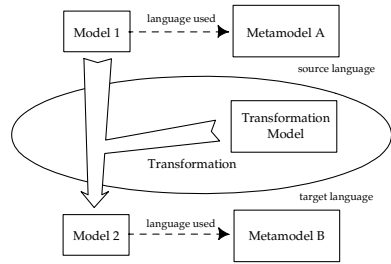 language used
Model 1
Metamodel A
source language
Transformation
Model
Transformation
target language
language used
Model 2
Metamodel B